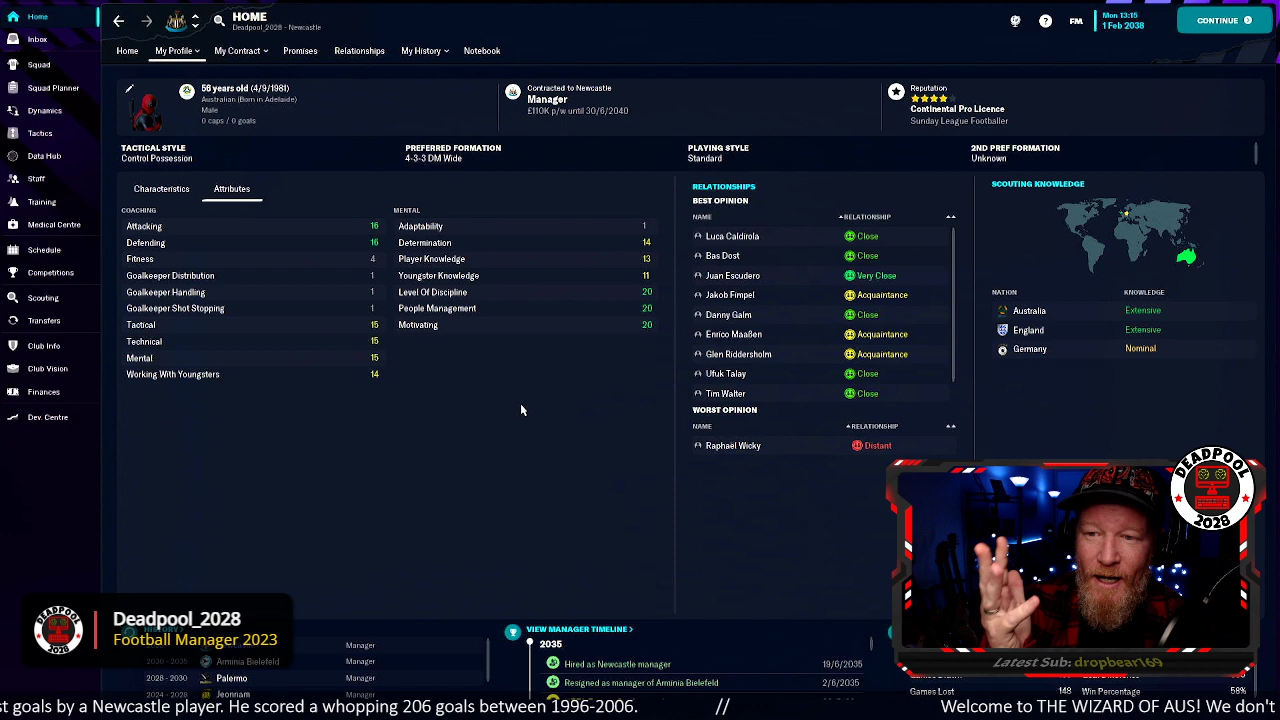 Home
HOME
Deadpool_2028 - Newcastle
FM
Mon 13:15
1 Feb 2038
CONTINUE
Home
My Profile
My Contract
Promises
Relationships
My History
Notebook
Inbox
Squad
Squad Planner
Dynamics
Tactics
Data Hub
Staff
Training
Medical Centre
Schedule
Competitions
Scouting
Transfers
Club Info
Club Vision
Finances
Dev. Centre
56 years old (4/9/1981)
Australian (Born in Adelaide)
Male
0 caps / 0 goals
Contracted to Newcastle
Manager
£110K p/w until 30/6/2040
Reputation
Continental Pro Licence
Sunday League Footballer
TACTICAL STYLE
Control Possession
PREFERRED FORMATION
4-3-3 DM Wide
PLAYING STYLE
Standard
2ND PREF FORMATION
Unknown
Characteristics
Attributes
COACHING
Attacking 16
Defending 16
Fitness 4
Goalkeeper Distribution 1
Goalkeeper Handling 1
Goalkeeper Shot Stopping 1
Tactical 15
Technical 15
Mental 15
Working With Youngsters 14
MENTAL
Adaptability 1
Determination 14
Player Knowledge 13
Youngster Knowledge 11
Level Of Discipline 20
People Management 20
Motivating 20
RELATIONSHIPS
BEST OPINION
NAME RELATIONSHIP
Luca Caldirola Close
Bas Dost Close
Juan Escudero Very Close
Jakob Fimpel Acquaintance
Danny Galm Close
Enrico Maaßen Acquaintance
Glen Riddersholm Acquaintance
Ufuk Talay Close
Tim Walter Close
WORST OPINION
NAME RELATIONSHIP
Raphaël Wicky Distant
SCOUTING KNOWLEDGE
NATION KNOWLEDGE
Australia Extensive
England Extensive
Germany Nominal
DEADPOOL
2028
Latest Sub: dropbear169
Deadpool_2028
Football Manager 2023
Manager
2030 - 2035 Arminia Bielefeld Manager
2028 - 2030 Palermo Manager
2024 - 2028 Jeonnam Manager
VIEW MANAGER TIMELINE >
2035
Hired as Newcastle manager 19/6/2035
Resigned as manager of Arminia Bielefeld 2/6/2035
Games Lost 148 Win Percentage 58%
st goals by a Newcastle player. He scored a whopping 206 goals between 1996-2006. // Welcome to THE WIZARD OF AUS! We don't